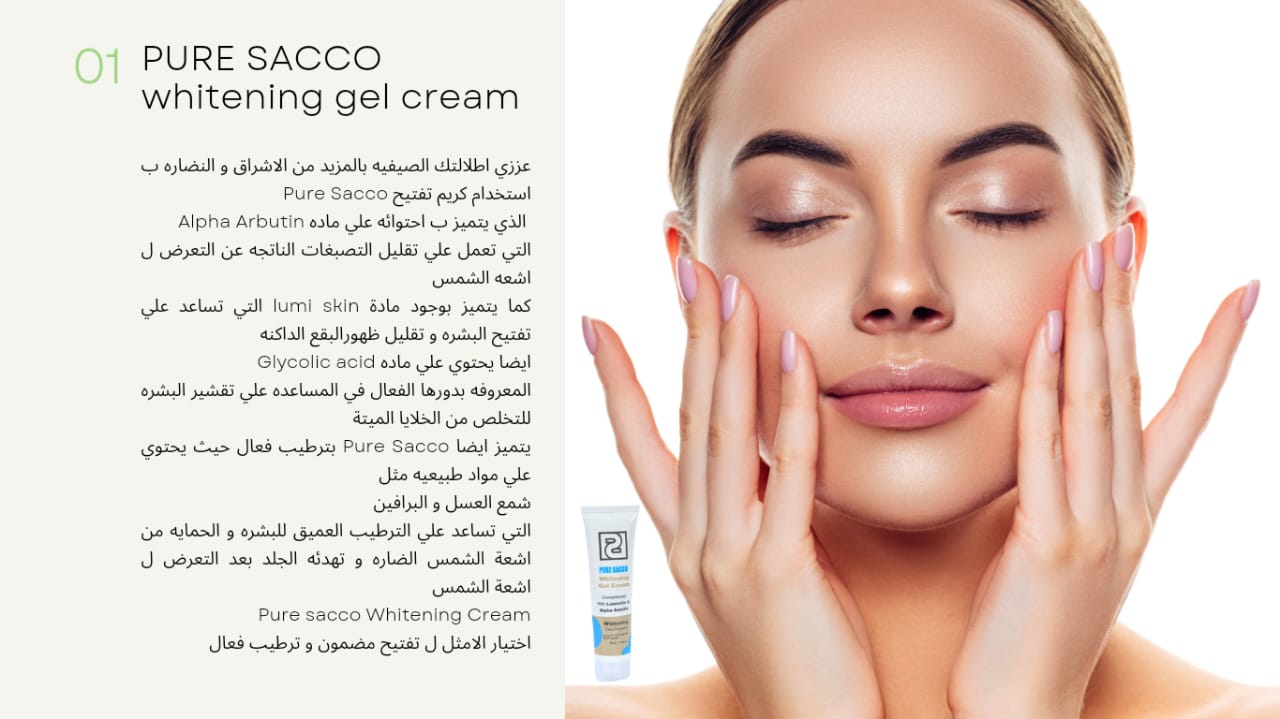 01
PURE SACCO
whitening gel cream
عززي اطلالتك الصيفيه بالمزيد من الاشراق و النضاره ب
استخدام كريم تفتيح Pure Sacco
الذي يتميز ب احتوائه علي ماده Alpha Arbutin
التي تعمل علي تقليل التصبغات الناتجه عن التعرض ل
اشعه الشمس
كما يتميز بوجود مادة lumi skin التي تساعد علي
تفتيح البشره و تقليل ظهورالبقع الداكنه
ايضا يحتوي علي ماده Glycolic acid
المعروفه بدورها الفعال في المساعده علي تقشير البشره
للتخلص من الخلايا الميتة
يتميز ايضا Pure Sacco بترطيب فعال حيث يحتوي
علي مواد طبيعيه مثل
شمع العسل و البرافين
التي تساعد علي الترطيب العميق للبشره و الحمايه من
اشعة الشمس الضاره و تهدئه الجلد بعد التعرض ل
اشعة الشمس
Pure sacco Whitening Cream
اختيار الامثل ل تفتيح مضمون و ترطيب فعال
PURE SACCO
Whitening
Gel Cream
Alpha Arbutin
Whitening